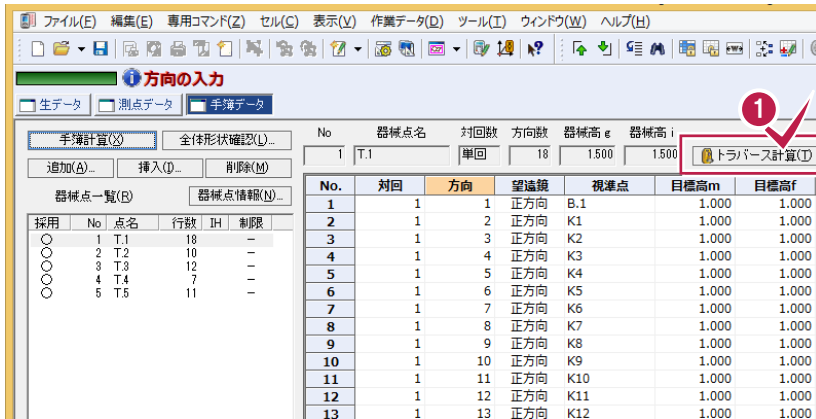 ファイル(F) 編集(E) 専用コマンド(Z) セル(C) 表示(V) 作業データ(D) ツール(T) ウィンドウ(W) ヘルプ(H)
方向の入力
生データ 測点データ 手簿データ
1
手簿計算(X) 全体形状確認(L)...
追加(A)... 挿入(I)... 削除(M)
器械点一覧(R) 器械点情報(N)...
採用 No 点名 行数 IH 制限
○ 1 T.1 18 －
○ 2 T.2 10 －
○ 3 T.3 12 －
○ 4 T.4 7 －
○ 5 T.5 11 －
No 器械点名 対回数 方向数 器械高g 器械高i
1 T.1 単回 18 1.500 1.500 トラバース計算(T)
No. 対回 方向 望遠鏡 視準点 目標高m 目標高f
1 1 1 正方向 B.1 1.000 1.000
2 1 2 正方向 K1 1.000 1.000
3 1 3 正方向 K2 1.000 1.000
4 1 4 正方向 K3 1.000 1.000
5 1 5 正方向 K4 1.000 1.000
6 1 6 正方向 K5 1.000 1.000
7 1 7 正方向 K6 1.000 1.000
8 1 8 正方向 K7 1.000 1.000
9 1 9 正方向 K8 1.000 1.000
10 1 10 正方向 K9 1.000 1.000
11 1 11 正方向 K10 1.000 1.000
12 1 12 正方向 K11 1.000 1.000
13 1 13 正方向 K12 1.000 1.000